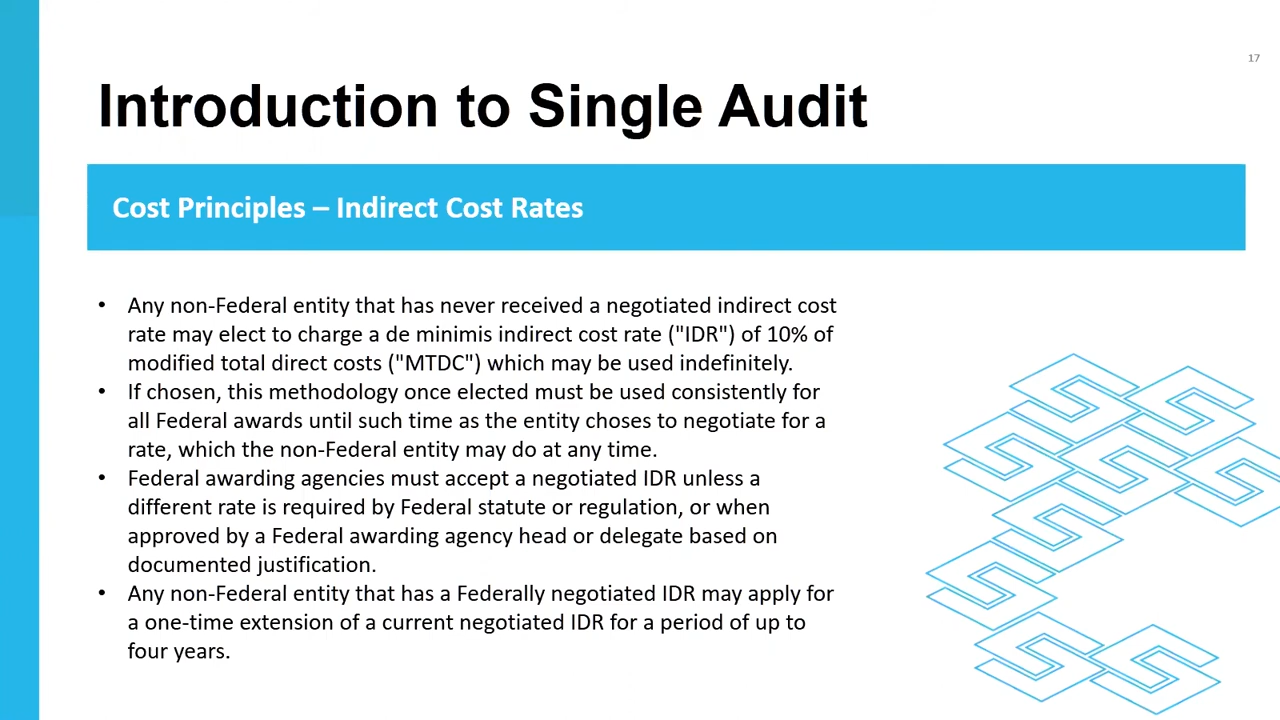 17
Introduction to Single Audit
Cost Principles – Indirect Cost Rates
• Any non-Federal entity that has never received a negotiated indirect cost
rate may elect to charge a de minimis indirect cost rate ("IDR") of 10% of
modified total direct costs ("MTDC") which may be used indefinitely.
• If chosen, this methodology once elected must be used consistently for
all Federal awards until such time as the entity choses to negotiate for a
rate, which the non-Federal entity may do at any time.
• Federal awarding agencies must accept a negotiated IDR unless a
different rate is required by Federal statute or regulation, or when
approved by a Federal awarding agency head or delegate based on
documented justification.
• Any non-Federal entity that has a Federally negotiated IDR may apply for
a one-time extension of a current negotiated IDR for a period of up to
four years.